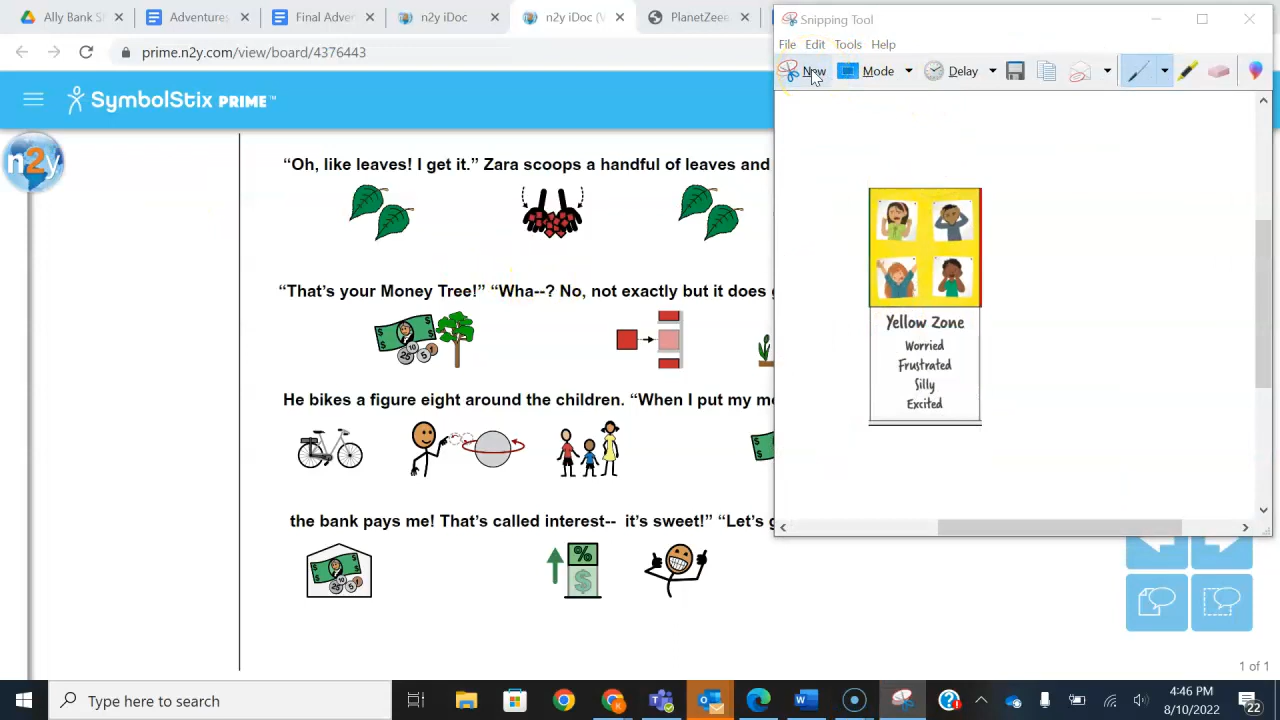 Ally Bank S
Adventure
Final Adver
n2y iDoc
n2y iDoc (V
PlanetZeee
prime.n2y.com/view/board/4376443
SymbolStix PRIME™
n2y
“Oh, like leaves! I get it.” Zara scoops a handful of leaves and
“That’s your Money Tree!” “Wha--? No, not exactly but it does g
He bikes a figure eight around the children. “When I put my mo
the bank pays me! That’s called interest-- it’s sweet!” “Let’s g
Snipping Tool
File Edit Tools Help
New Mode Delay
Yellow Zone
Worried
Frustrated
Silly
Excited
1 of 1
Type here to search
4:46 PM
8/10/2022
22